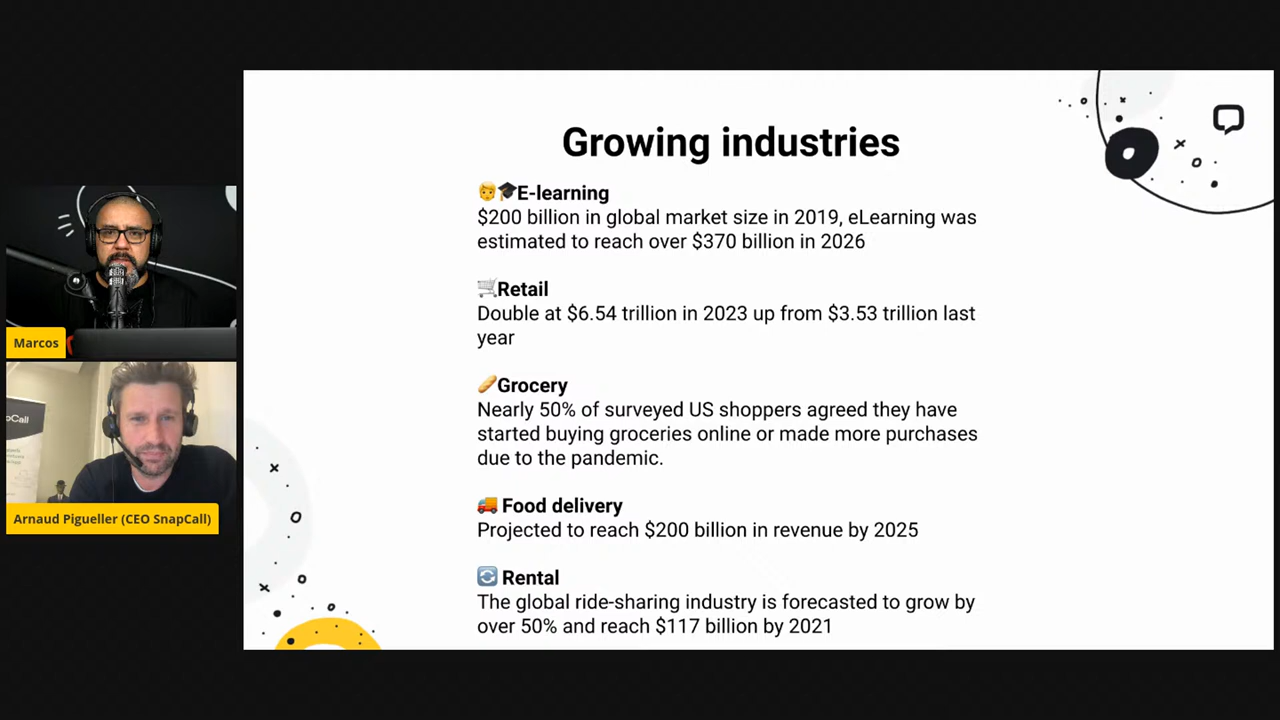 Growing industries
E-learning
$200 billion in global market size in 2019, eLearning was
estimated to reach over $370 billion in 2026
Retail
Double at $6.54 trillion in 2023 up from $3.53 trillion last
year
Grocery
Nearly 50% of surveyed US shoppers agreed they have
started buying groceries online or made more purchases
due to the pandemic.
Food delivery
Projected to reach $200 billion in revenue by 2025
Rental
The global ride-sharing industry is forecasted to grow by
over 50% and reach $117 billion by 2021
Marcos
oCall
Arnaud Pigueller (CEO SnapCall)